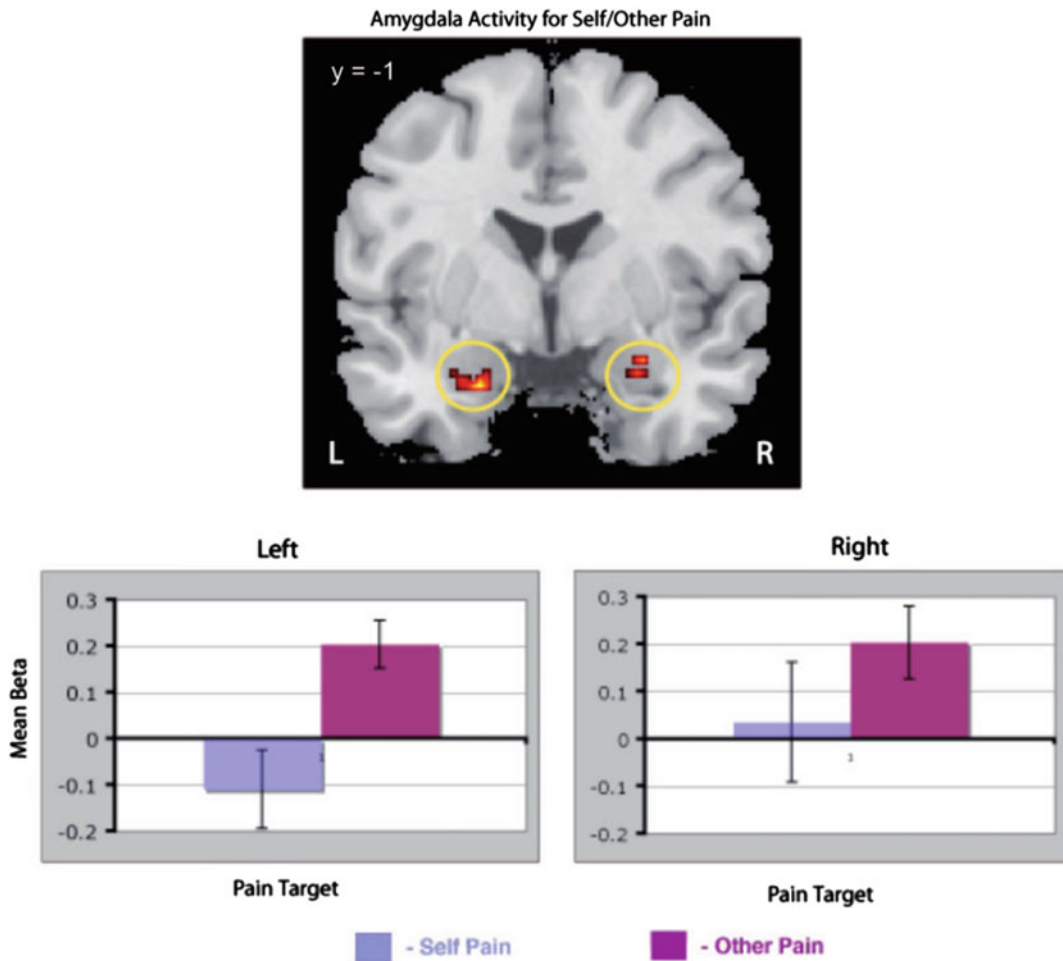 Amygdala Activity for Self/Other Pain
y = -1
L R
Left
0.3
0.2
0.1
0
-0.1
-0.2
1
Mean Beta
Pain Target
Right
0.3
0.2
0.1
0
-0.1
-0.2
1
Pain Target
- Self Pain
- Other Pain